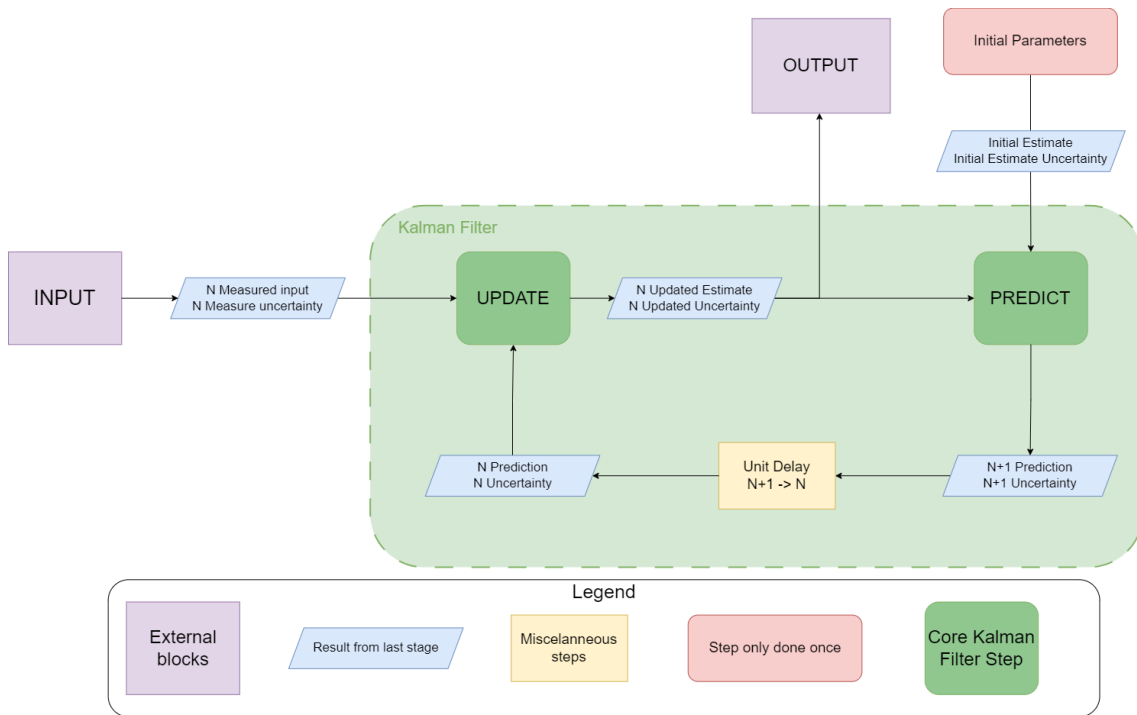 OUTPUT
Initial Parameters
Initial Estimate
Initial Estimate Uncertainty
Kalman Filter
INPUT
N Measured input
N Measure uncertainty
UPDATE
N Updated Estimate
N Updated Uncertainty
PREDICT
N Prediction
N Uncertainty
Unit Delay
N+1 -> N
N+1 Prediction
N+1 Uncertainty
Legend
External
blocks
Result from last stage
Miscelanneous
steps
Step only done once
Core Kalman
Filter Step